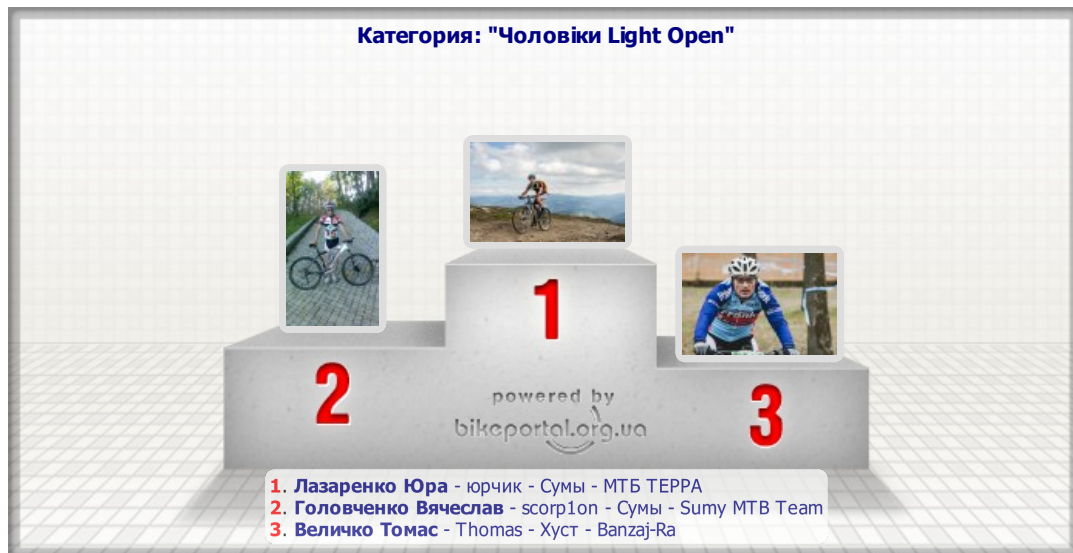 Категория: "Чоловіки Light Open"
1
2
3
powered by
bikeportal.org.ua
1. Лазаренко Юра - юрчик - Сумы - МТБ ТЕРРА
2. Головченко Вячеслав - scorp1on - Сумы - Sumy MTB Team
3. Величко Томас - Thomas - Хуст - Banzaj-Ra